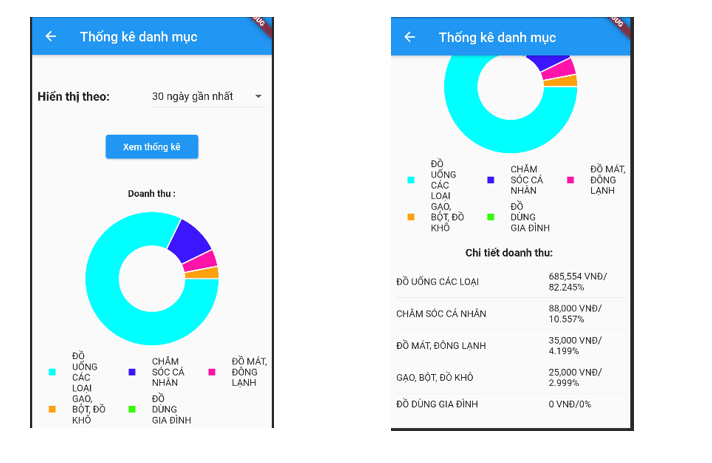 Thống kê danh mục
Hiển thị theo:
30 ngày gần nhất
Xem thống kê
Doanh thu :
ĐỒ
UỐNG
CÁC
LOẠI
CHĂM
SÓC CÁ
NHÂN
ĐỒ MÁT,
ĐÔNG
LẠNH
GẠO,
BỘT, ĐỒ
KHÔ
ĐỒ
DÙNG
GIA ĐÌNH
Thống kê danh mục
ĐỒ
UỐNG
CÁC
LOẠI
CHĂM
SÓC CÁ
NHÂN
ĐỒ MÁT,
ĐÔNG
LẠNH
GẠO,
BỘT, ĐỒ
KHÔ
ĐỒ
DÙNG
GIA ĐÌNH
Chi tiết doanh thu:
ĐỒ UỐNG CÁC LOẠI
685,554 VNĐ/
82.245%
CHĂM SÓC CÁ NHÂN
88,000 VNĐ/
10.557%
ĐỒ MÁT, ĐÔNG LẠNH
35,000 VNĐ/
4.199%
GẠO, BỘT, ĐỒ KHÔ
25,000 VNĐ/
2.999%
ĐỒ DÙNG GIA ĐÌNH
0 VNĐ/0%